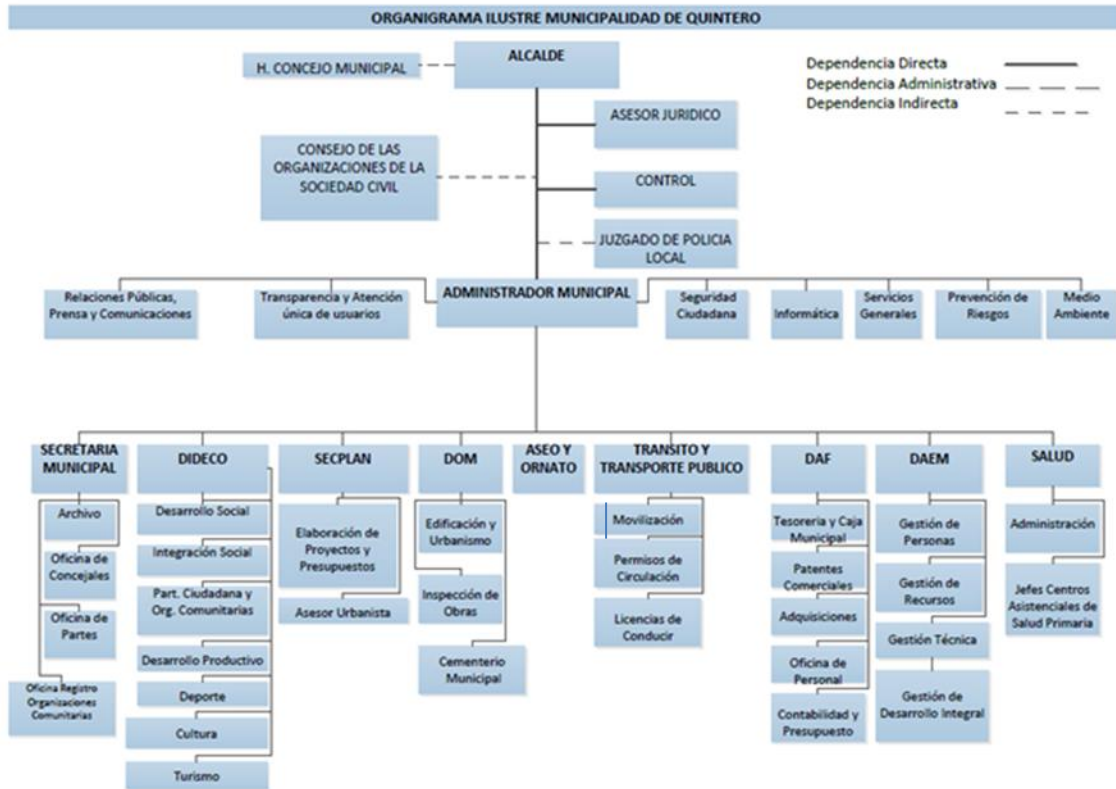 ORGANIGRAMA ILUSTRE MUNICIPALIDAD DE QUINTERO
ALCALDE
H. CONCEJO MUNICIPAL
Dependencia Directa
Dependencia Administrativa
Dependencia Indirecta
ASESOR JURIDICO
CONSEJO DE LAS
ORGANIZACIONES DE LA
SOCIEDAD CIVIL
CONTROL
JUZGADO DE POLICIA
LOCAL
ADMINISTRADOR MUNICIPAL
Relaciones Públicas,
Prensa y Comunicaciones
Transparencia y Atención
única de usuarios
Seguridad
Ciudadana
Informática
Servicios
Generales
Prevención de
Riesgos
Medio
Ambiente
SECRETARIA
MUNICIPAL
DIDECO
SECPLAN
DOM
ASEO Y
ORNATO
TRANSITO Y
TRANSPORTE PUBLICO
DAF
DAEM
SALUD
Archivo
Oficina de
Concejales
Oficina de
Partes
Oficina Registro
Organizaciones
Comunitarias
Desarrollo Social
Integración Social
Part. Ciudadana y
Org. Comunitarias
Desarrollo Productivo
Deporte
Cultura
Turismo
Elaboración de
Proyectos y
Presupuestos
Asesor Urbanista
Edificación y
Urbanismo
Inspección de
Obras
Cementerio
Municipal
Movilización
Permisos de
Circulación
Licencias de
Conducir
Tesoreria y Caja
Municipal
Patentes
Comerciales
Adquisiciones
Oficina de
Personal
Contabilidad y
Presupuesto
Gestión de
Personas
Gestión de
Recursos
Gestión Técnica
Gestión de
Desarrollo Integral
Administración
Jefes Centros
Asistenciales de
Salud Primaria